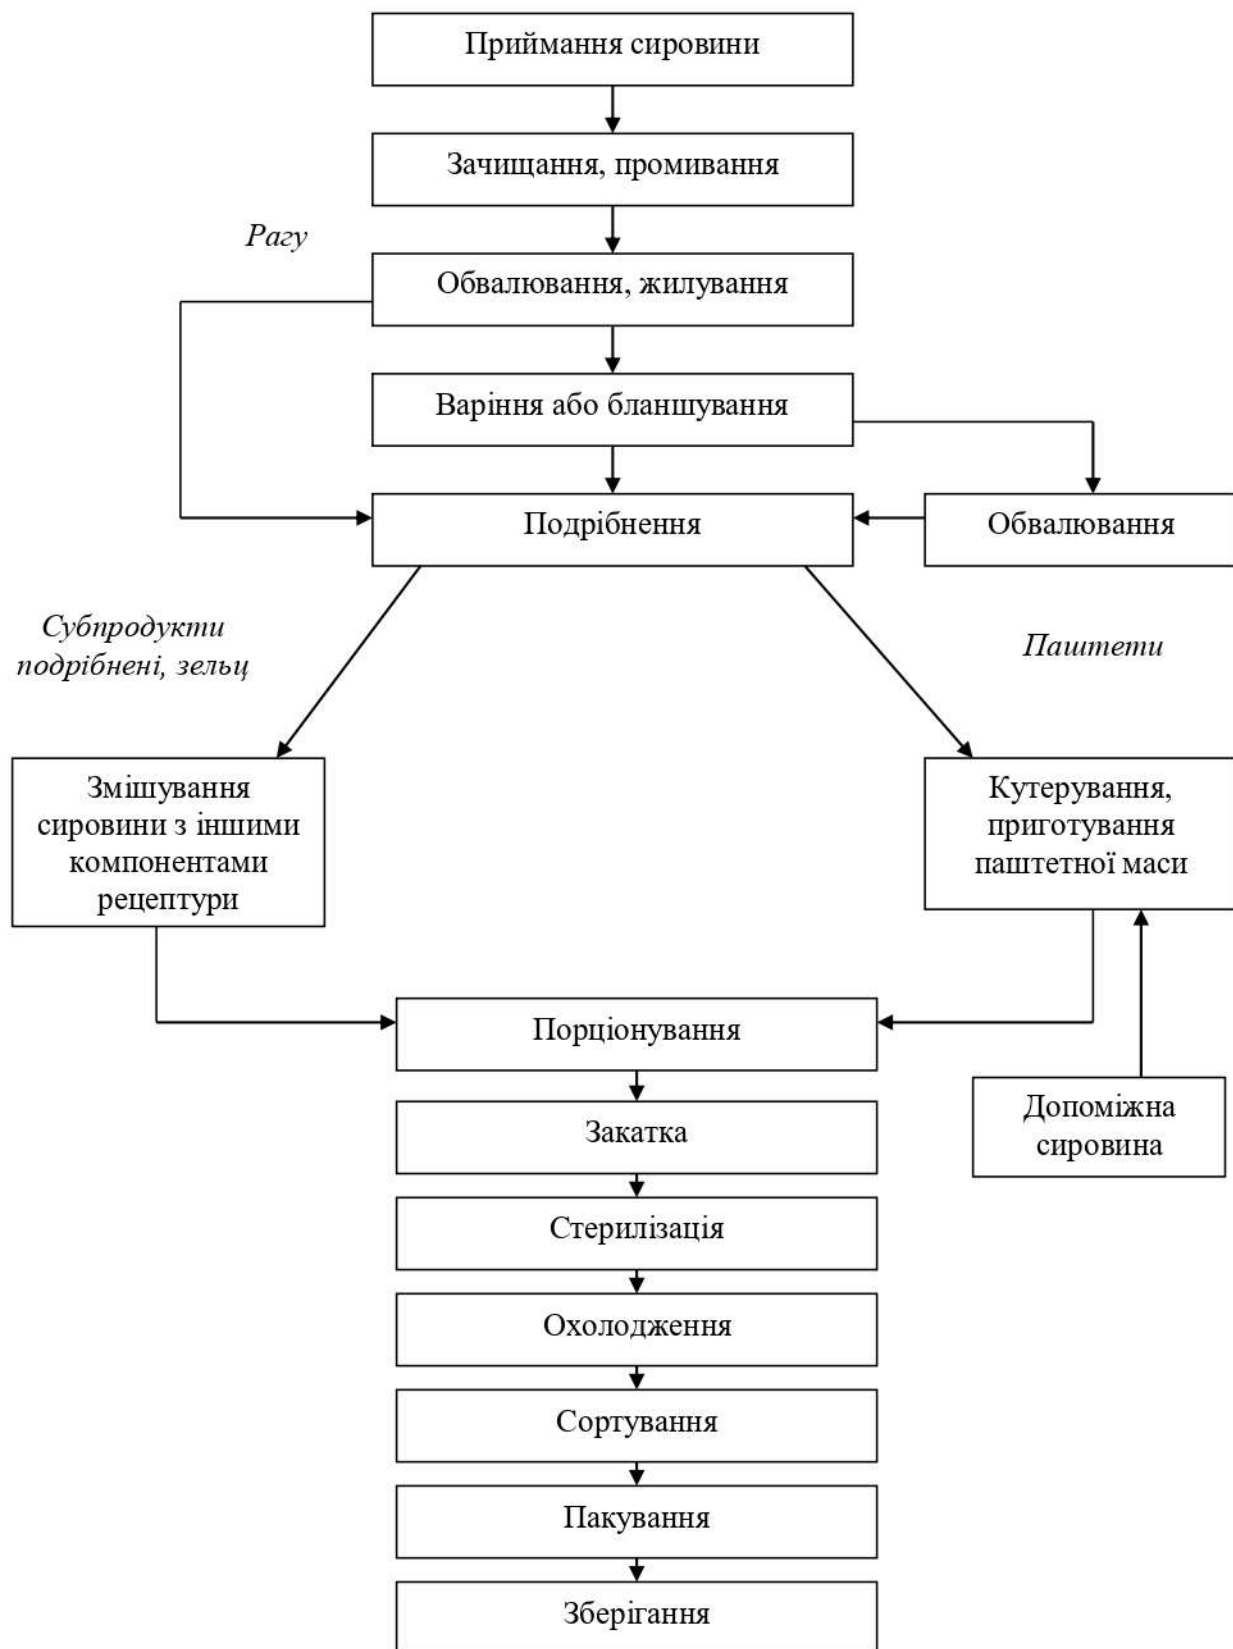 Приймання сировини
Зачищання, промивання
Рагу
Обвалювання, жилування
Варіння або бланшування
Подрібнення
Обвалювання
Субпродукти
подрібнені, зельц
Паштети
Змішування
сировини з іншими
компонентами
рецептури
Кутерування,
приготування
паштетної маси
Порціонування
Допоміжна
сировина
Закатка
Стерилізація
Охолодження
Сортування
Пакування
Зберігання